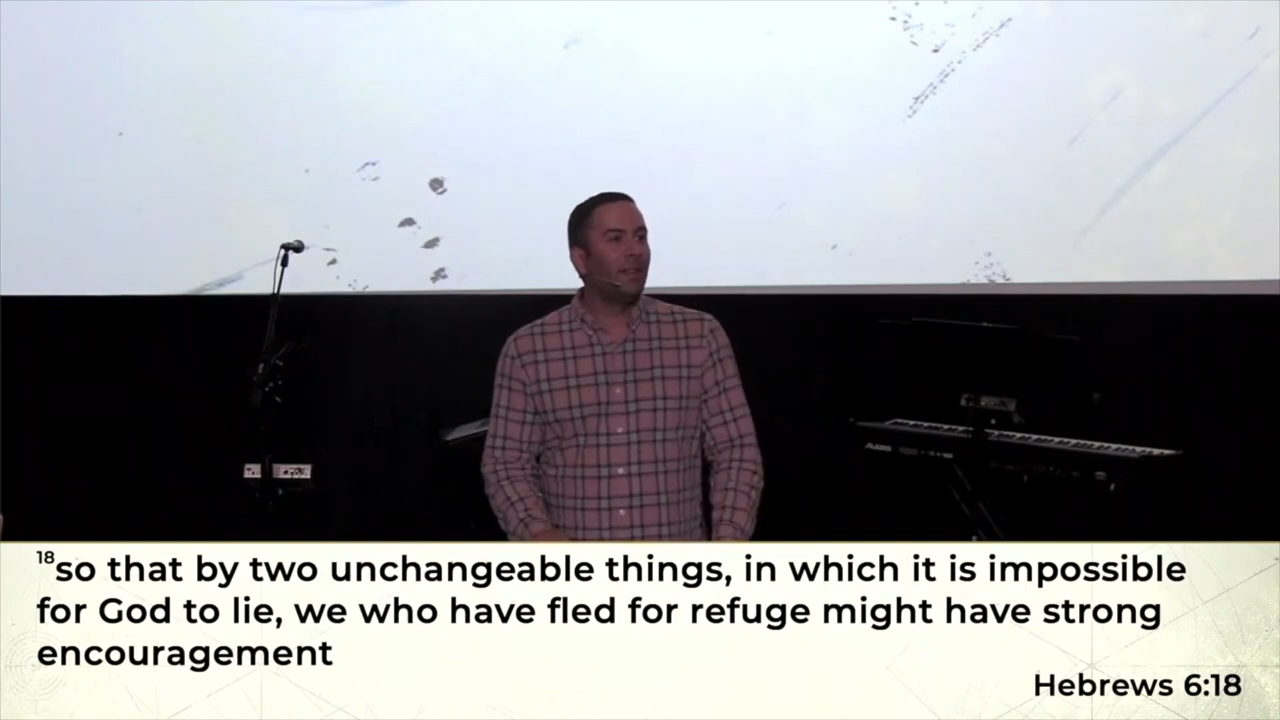 ALESIS
18so that by two unchangeable things, in which it is impossible
for God to lie, we who have fled for refuge might have strong
encouragement
Hebrews 6:18